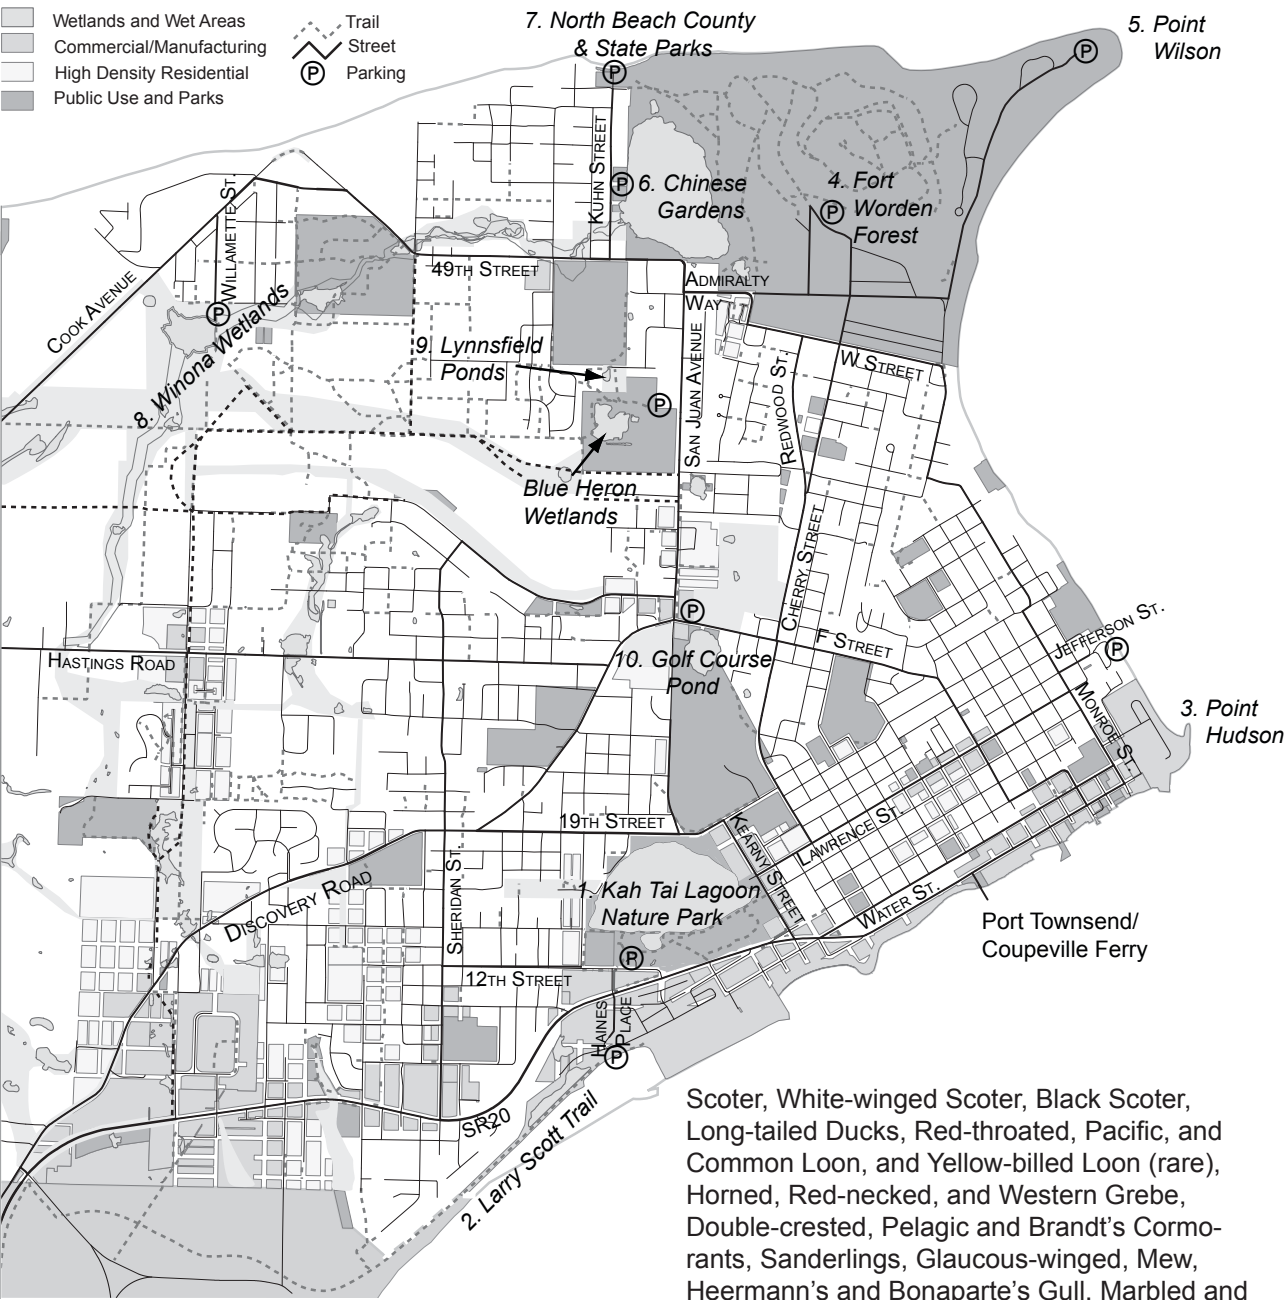 Wetlands and Wet Areas
Commercial/Manufacturing
High Density Residential
Public Use and Parks
Trail
Street
P Parking
7. North Beach County
& State Parks
5. Point
Wilson
P
P
KUHN STREET
P
6. Chinese
Gardens
4. Fort
Worden
Forest
P
WILLAMETTE ST.
COOK AVENUE
P
8. Winona Wetlands
49TH STREET
ADMIRALTY
WAY
9. Lynnsfield
Ponds
P
SAN JUAN AVENUE
REDWOOD ST.
W STREET
Blue Heron
Wetlands
CHERRY STREET
P
F STREET
JEFFERSON ST.
P
HASTINGS ROAD
10. Golf Course
Pond
MONROE ST.
3. Point
Hudson
19TH STREET
KEARNY STREET
LAWRENCE ST.
DISCOVERY ROAD
SHERIDAN ST.
1. Kah Tai Lagoon
Nature Park
P
WATER ST.
Port Townsend/
Coupeville Ferry
12TH STREET
HAINES
PLACE
P
SR20
2. Larry Scott Trail
Scoter, White-winged Scoter, Black Scoter,
Long-tailed Ducks, Red-throated, Pacific, and
Common Loon, and Yellow-billed Loon (rare),
Horned, Red-necked, and Western Grebe,
Double-crested, Pelagic and Brandt's Cormo-
rants, Sanderlings, Glaucous-winged, Mew,
Heermann's and Bonaparte's Gull, Marbled and